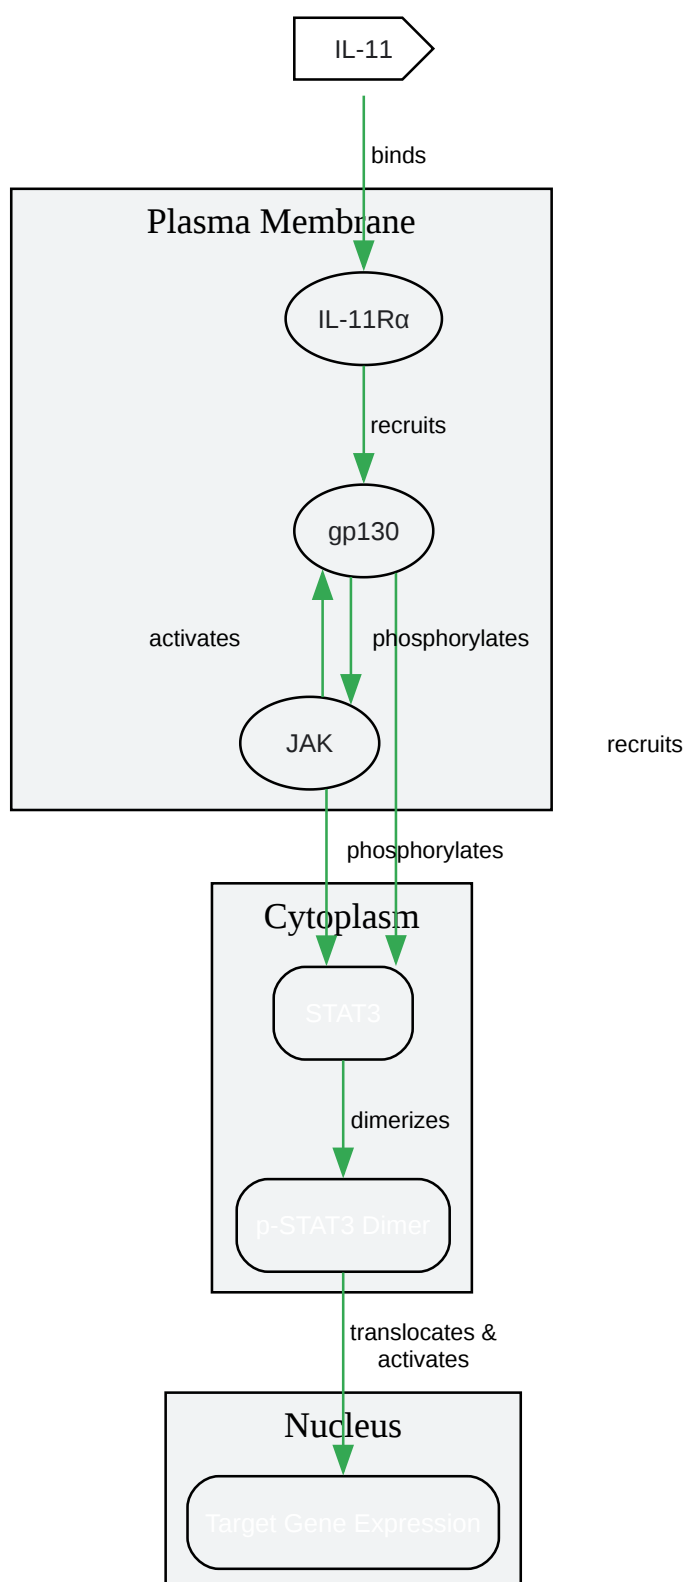 IL-11
binds
Plasma Membrane
IL-11Rα
recruits
gp130
activates
phosphorylates
JAK
recruits
phosphorylates
Cytoplasm
STAT3
dimerizes
p-STAT3 Dimer
translocates &
activates
Nucleus
Target Gene Expression